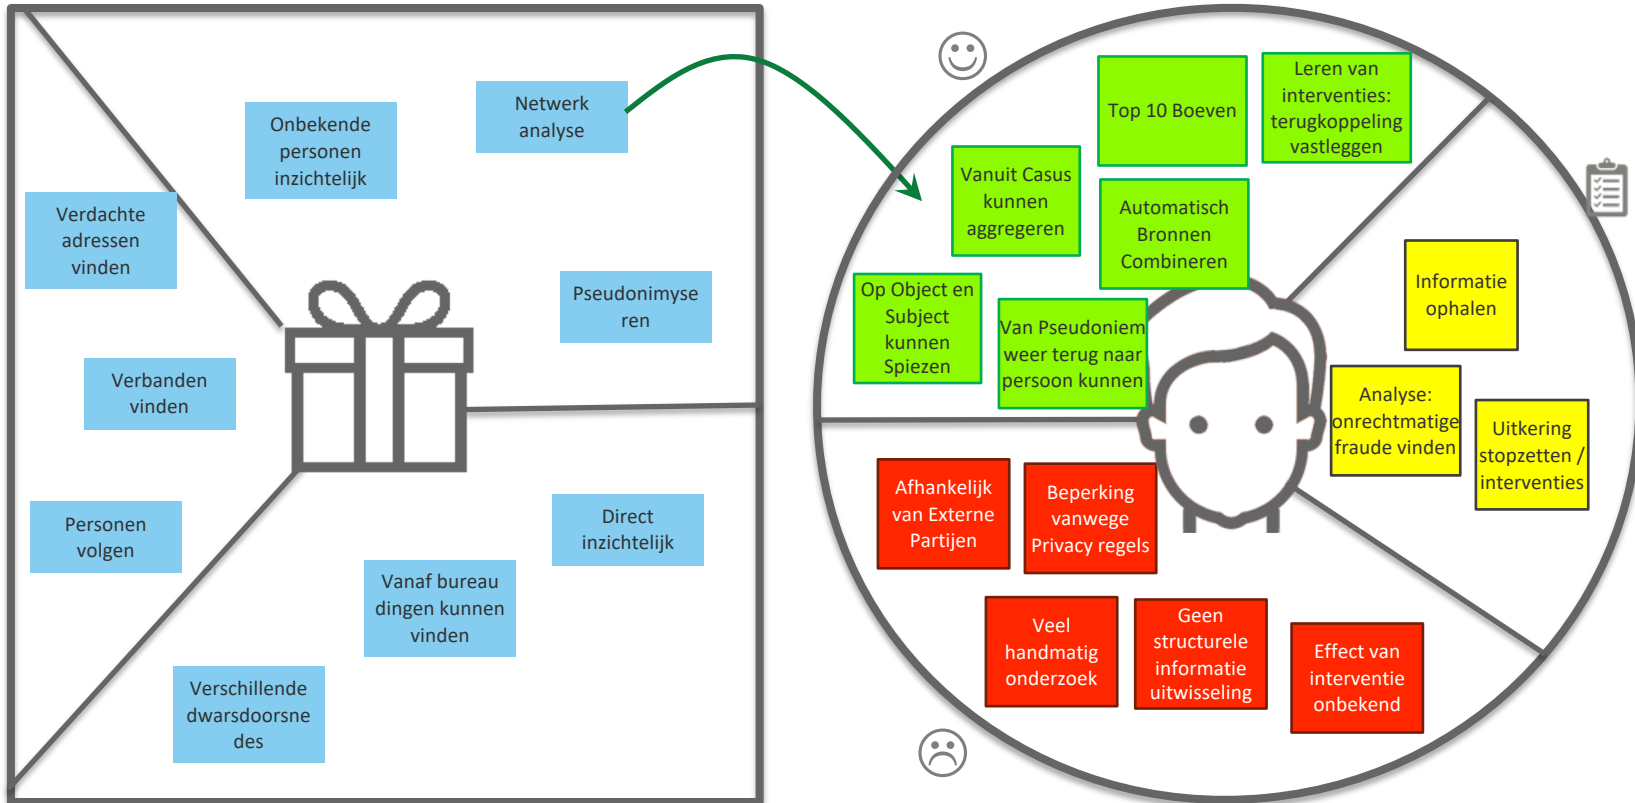 Netwerk
analyse
Onbekende
personen
inzichtelijk
Verdachte
adressen
vinden
Pseudonimyse
ren
Verbanden
vinden
Personen
volgen
Direct
inzichtelijk
Vanaf bureau
dingen kunnen
vinden
Verschillende
dwarsdoorsne
des
Top 10 Boeven
Leren van
interventies:
terugkoppeling
vastleggen
Vanuit Casus
kunnen
aggregeren
Automatisch
Bronnen
Combineren
Op Object en
Subject
kunnen
Spiezen
Van Pseudoniem
weer terug naar
persoon kunnen
Informatie
ophalen
Analyse:
onrechtmatige
fraude vinden
Uitkering
stopzetten /
interventies
Afhankelijk
van Externe
Partijen
Beperking
vanwege
Privacy regels
Veel
handmatig
onderzoek
Geen
structurele
informatie
uitwisseling
Effect van
interventie
onbekend